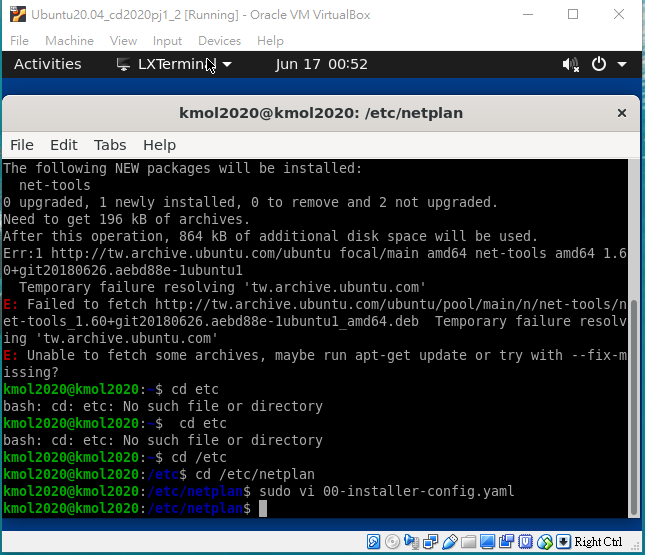 Ubuntu20.04_cd2020pj1_2 [Running] - Oracle VM VirtualBox
File Machine View Input Devices Help
Activities LXTerminal Jun 17 00:52
kmol2020@kmol2020: /etc/netplan
File Edit Tabs Help
The following NEW packages will be installed:
  net-tools
0 upgraded, 1 newly installed, 0 to remove and 2 not upgraded.
Need to get 196 kB of archives.
After this operation, 864 kB of additional disk space will be used.
Err:1 http://tw.archive.ubuntu.com/ubuntu focal/main amd64 net-tools amd64 1.6
0+git20180626.aebd88e-1ubuntu1
  Temporary failure resolving 'tw.archive.ubuntu.com'
E: Failed to fetch http://tw.archive.ubuntu.com/ubuntu/pool/main/n/net-tools/n
et-tools_1.60+git20180626.aebd88e-1ubuntu1_amd64.deb  Temporary failure resolv
ing 'tw.archive.ubuntu.com'
E: Unable to fetch some archives, maybe run apt-get update or try with --fix-m
issing?
kmol2020@kmol2020:~$ cd etc
bash: cd: etc: No such file or directory
kmol2020@kmol2020:~$  cd etc
bash: cd: etc: No such file or directory
kmol2020@kmol2020:~$ cd /etc
kmol2020@kmol2020:/etc$ cd /etc/netplan
kmol2020@kmol2020:/etc/netplan$ sudo vi 00-installer-config.yaml
kmol2020@kmol2020:/etc/netplan$
Right Ctrl